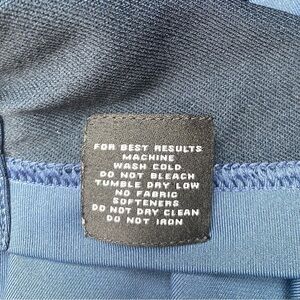 FOR BEST RESULTS
MACHINE
WASH COLD
DO NOT BLEACH
TUMBLE DRY LOW
NO FABRIC
SOFTENERS
DO NOT DRY CLEAN
DO NOT IRON